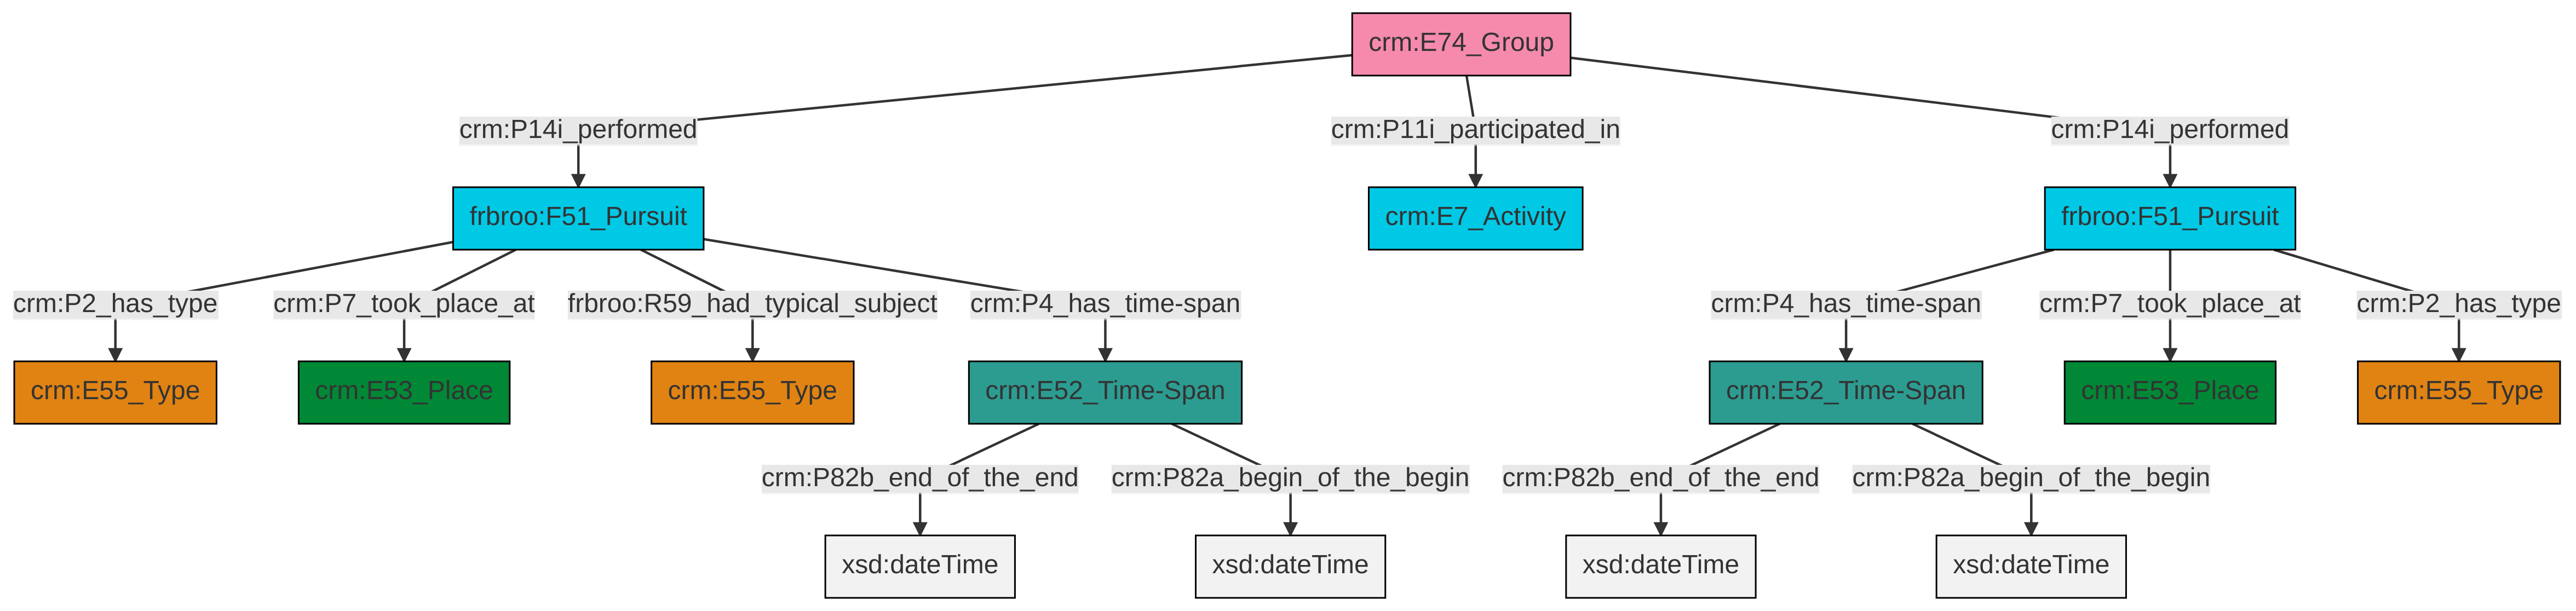 crm:E74_Group
crm:P14i_performed
crm:P11i_participated_in
crm:P14i_performed
frbroo:F51_Pursuit
crm:E7_Activity
frbroo:F51_Pursuit
crm:P2_has_type
crm:P7_took_place_at
frbroo:R59_had_typical_subject
crm:P4_has_time-span
crm:P4_has_time-span
crm:P7_took_place_at
crm:P2_has_type
crm:E55_Type
crm:E53_Place
crm:E55_Type
crm:E52_Time-Span
crm:E52_Time-Span
crm:E53_Place
crm:E55_Type
crm:P82b_end_of_the_end
crm:P82a_begin_of_the_begin
crm:P82b_end_of_the_end
crm:P82a_begin_of_the_begin
xsd:dateTime
xsd:dateTime
xsd:dateTime
xsd:dateTime